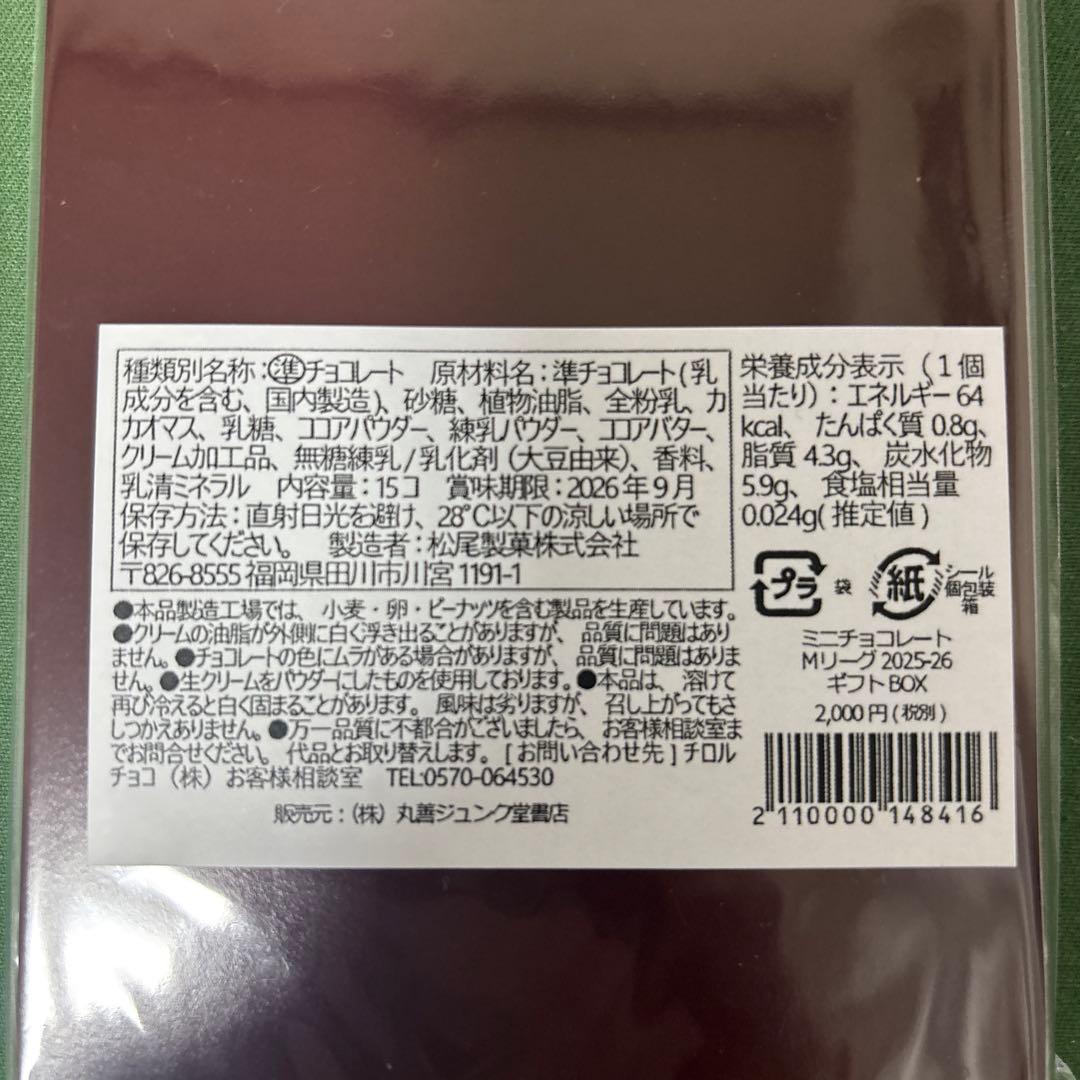 種類別名称：㊝チョコレート　原材料名：準チョコレート(乳
成分を含む、国内製造)、砂糖、植物油脂、全粉乳、カ
カオマス、乳糖、ココアパウダー、練乳パウダー、ココアバター、
クリーム加工品、無糖練乳/乳化剤（大豆由来）、香料、
乳清ミネラル　内容量：15コ　賞味期限：2026年9月
保存方法：直射日光を避け、28℃以下の涼しい場所で
保存してください。　製造者：松尾製菓株式会社
〒826-8555 福岡県田川市川宮1191-1
●本品製造工場では、小麦・卵・ピーナッツを含む製品を生産しています。
●クリームの油脂が外側に白く浮き出ることがありますが、品質に問題はあり
ません。●チョコレートの色にムラがある場合がありますが、品質に問題はありま
せん。●生クリームをパウダーにしたものを使用しております。●本品は、溶けて
再び冷えると白く固まることがあります。風味は劣りますが、召し上がってもさ
しつかえありません。●万一品質に不都合がございましたら、お客様相談室ま
でお問合せください。代品とお取り替えします。[お問い合わせ先]チロル
チョコ（株）お客様相談室　TEL:0570-064530
販売元：（株）丸善ジュンク堂書店
栄養成分表示（1個
当たり）：エネルギー64
kcal、たんぱく質0.8g、
脂質4.3g、炭水化物
5.9g、食塩相当量
0.024g(推定値)
プラ 袋
紙 シール
個包装
箱
ミニチョコレート
Mリーグ2025-26
ギフトBOX
2,000円(税別)
2 110000 148416